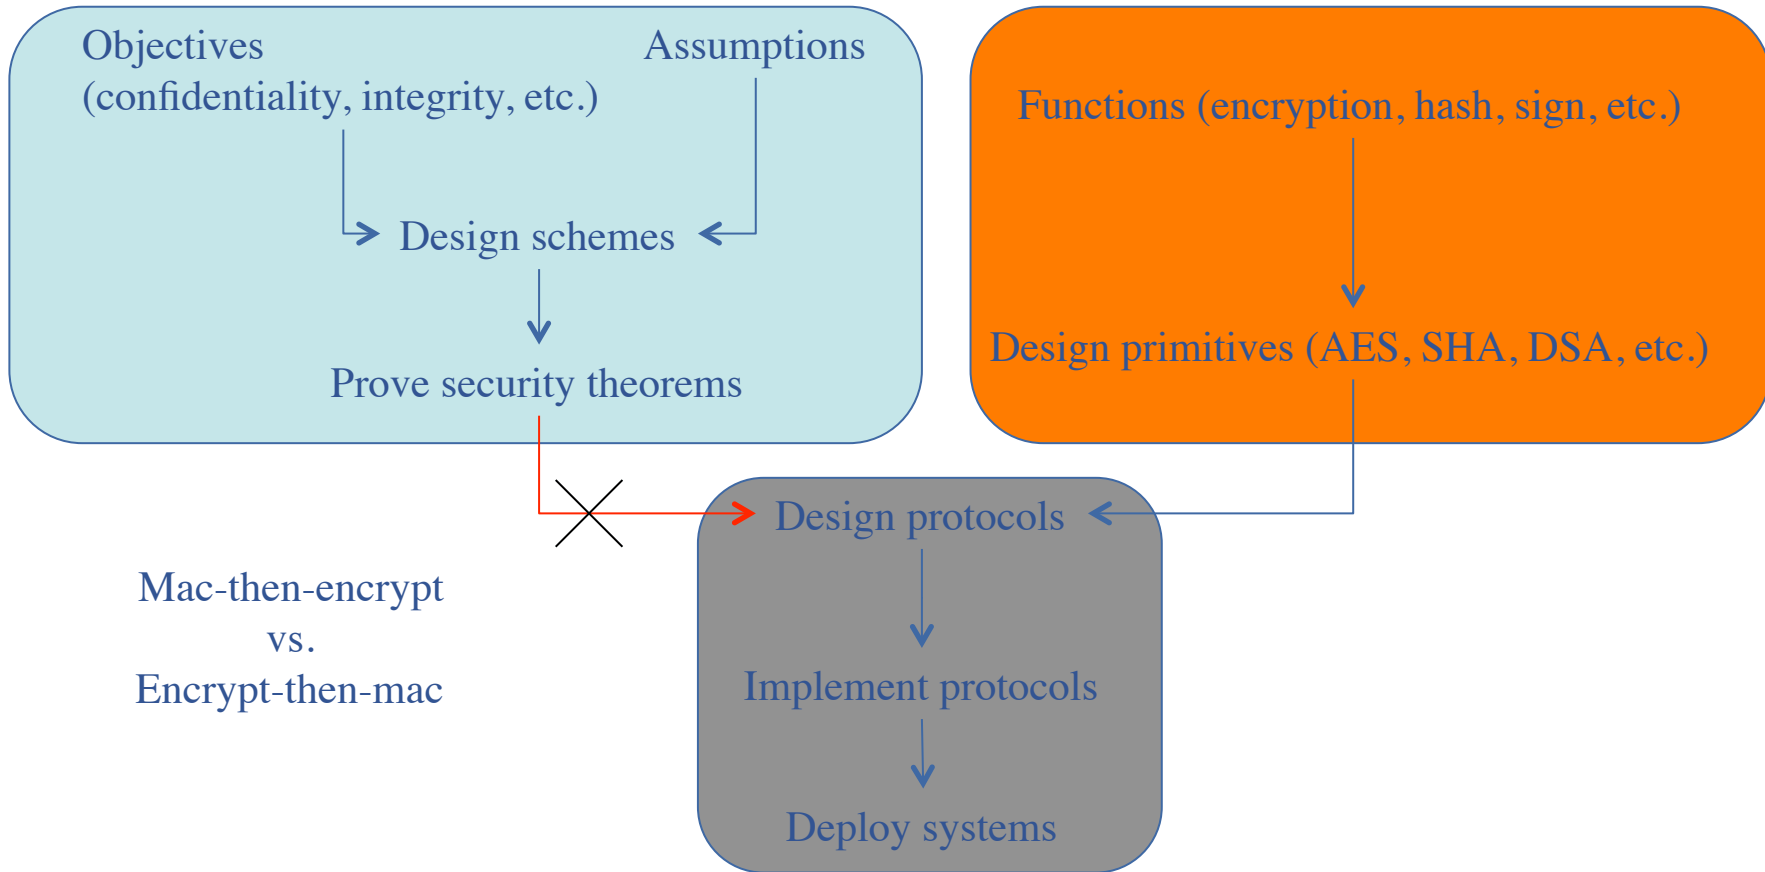 Objectives
(confidentiality, integrity, etc.)
Assumptions
Design schemes
Prove security theorems
Functions (encryption, hash, sign, etc.)
Design primitives (AES, SHA, DSA, etc.)
Design protocols
Implement protocols
Deploy systems
Mac-then-encrypt
vs.
Encrypt-then-mac